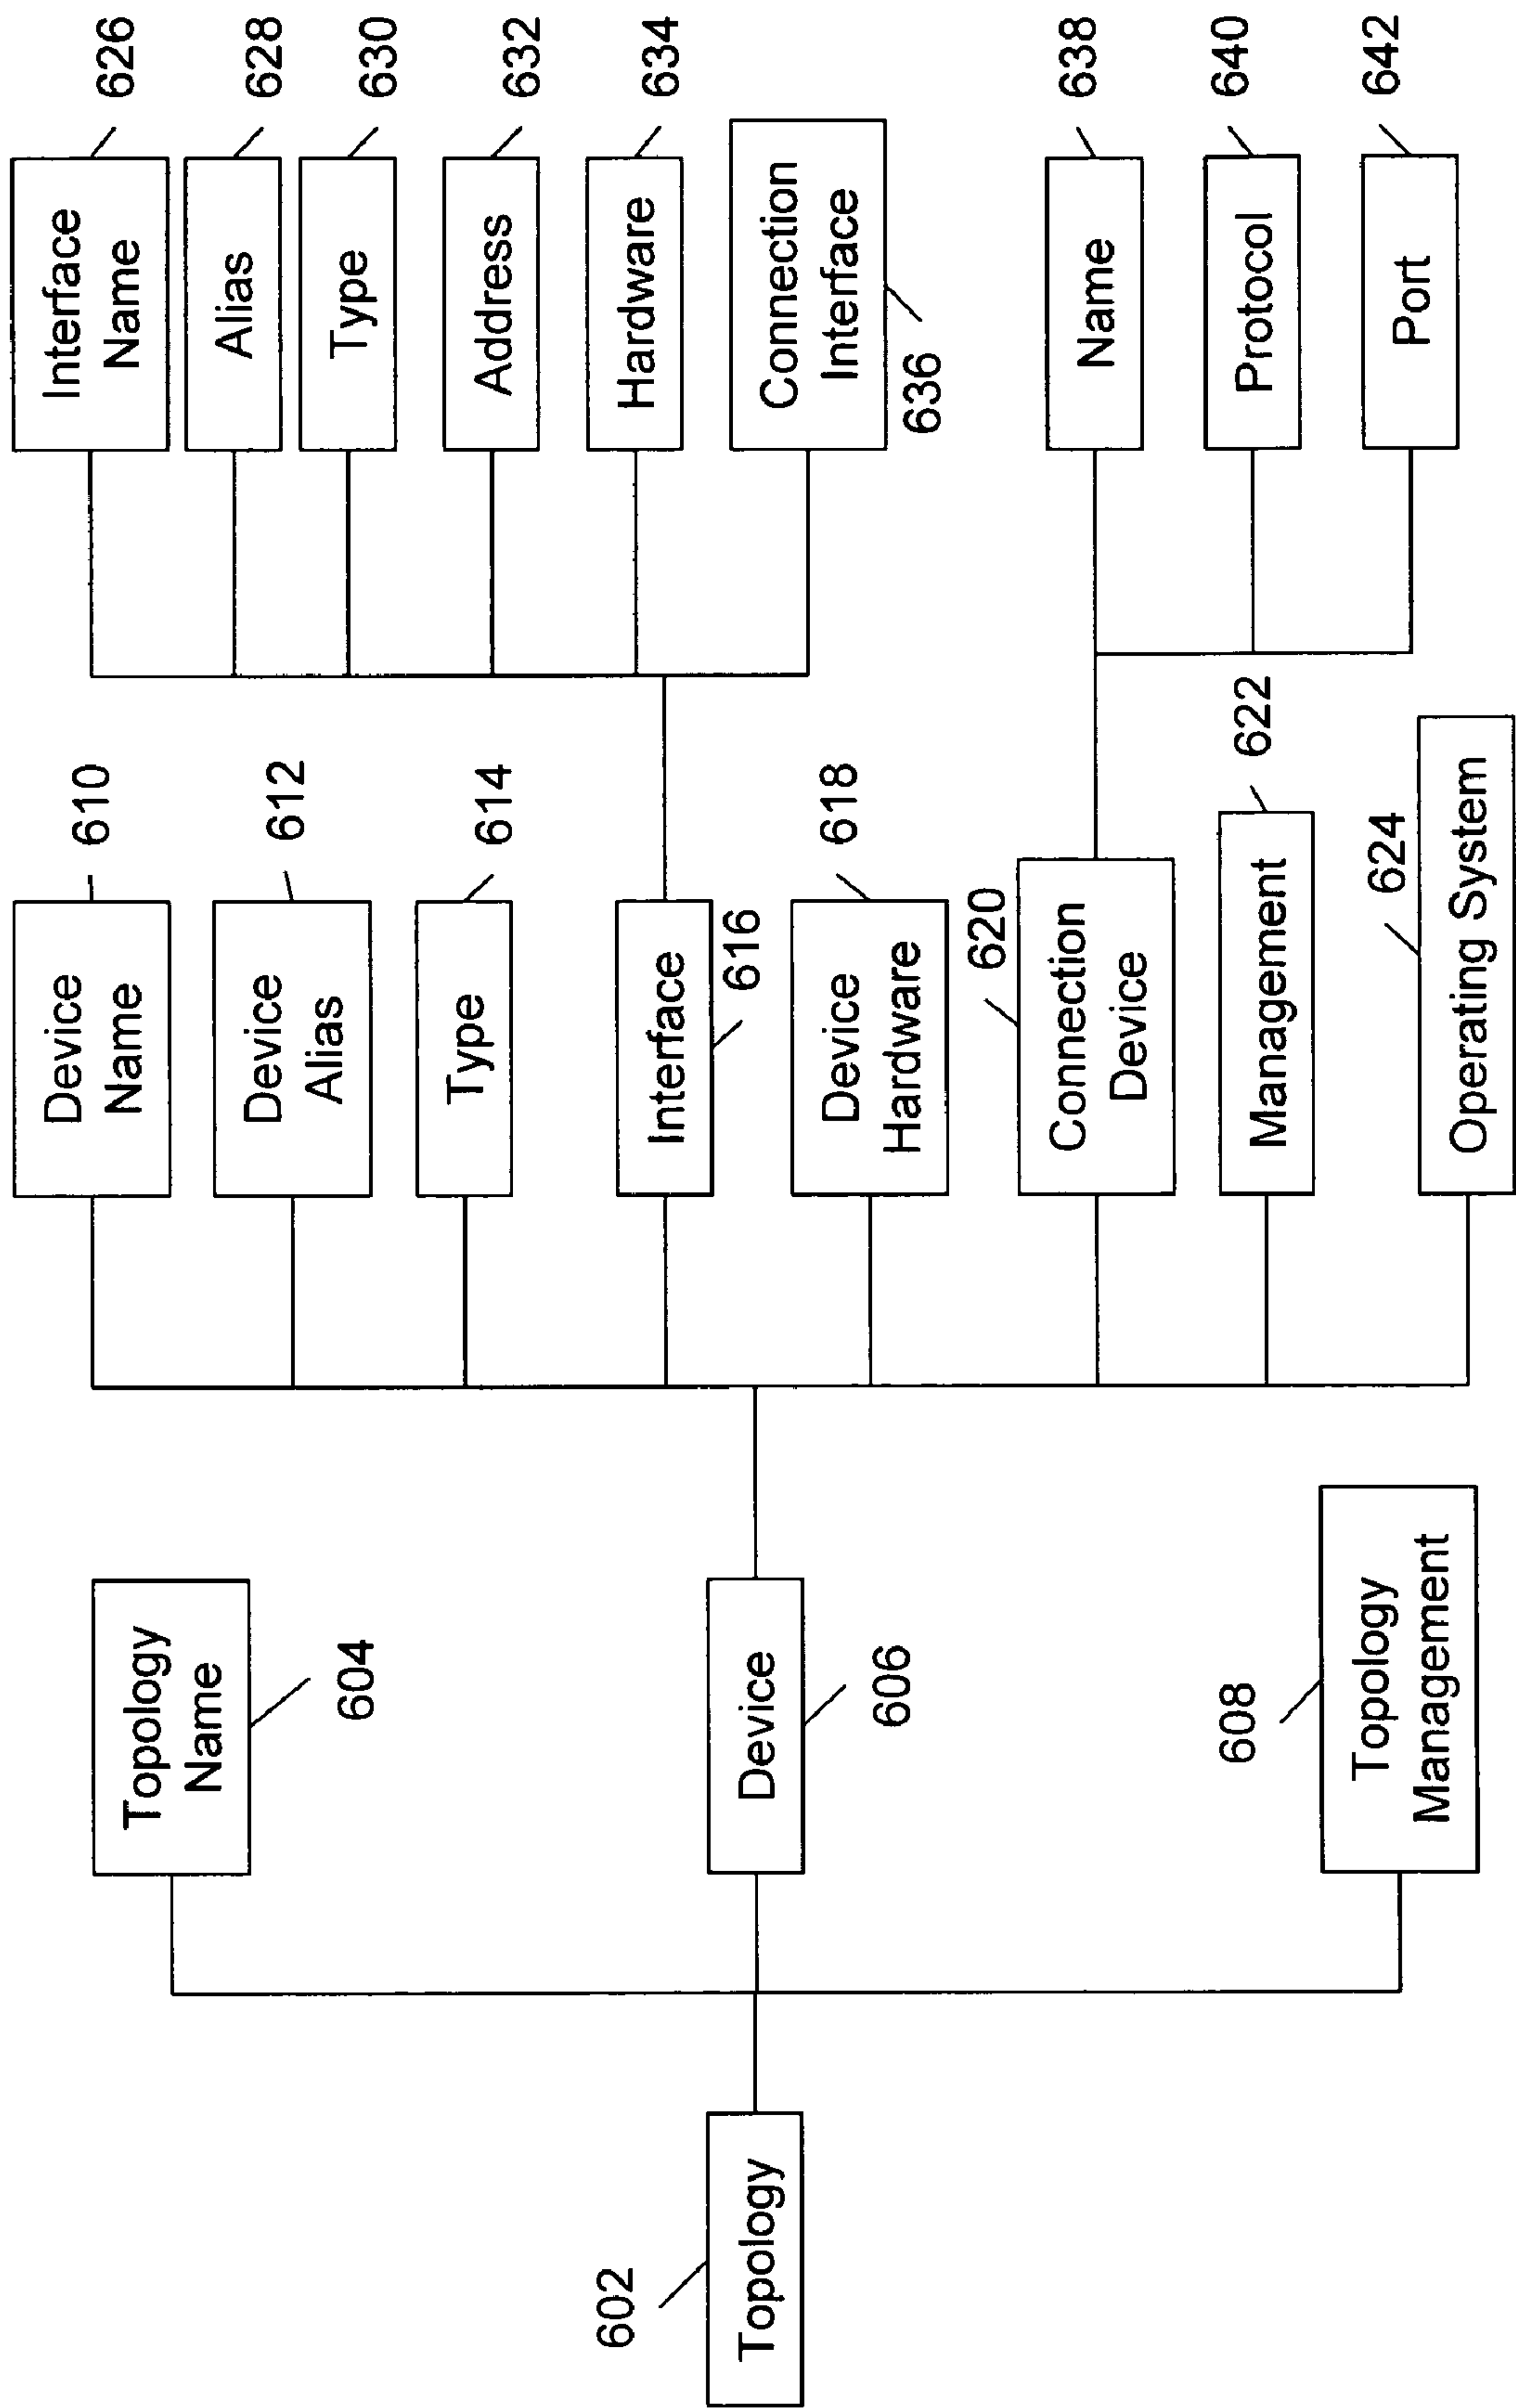 602
Topology
Topology
Name
604
Device
606
608
Topology
Management
Device
Name
610
Device
Alias
612
Type
614
Interface
616
Device
Hardware
618
620
Connection
Device
Management
622
624
Operating System
Interface
Name
626
Alias
628
Type
630
Address
632
Hardware
634
Connection
Interface
636
Name
638
Protocol
640
Port
642